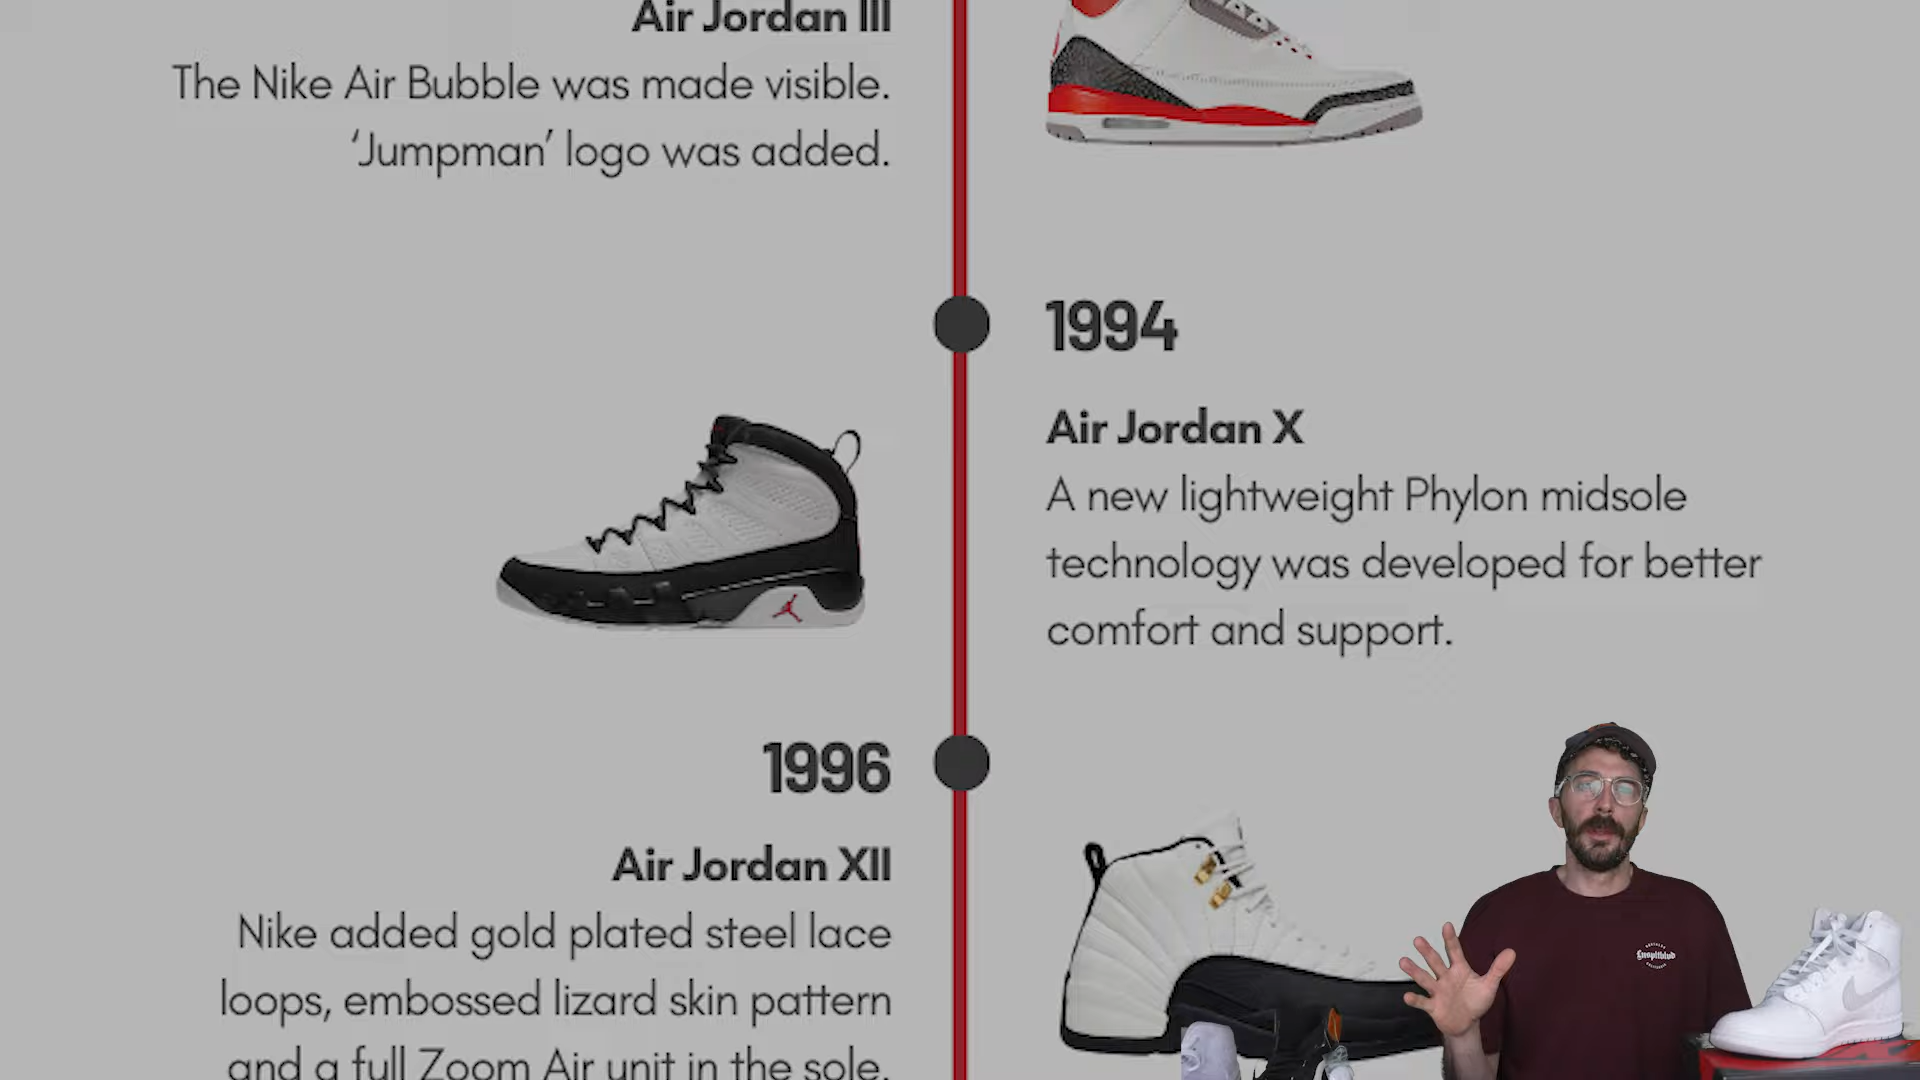 Air Jordan III
The Nike Air Bubble was made visible.
‘Jumpman’ logo was added.
1994
Air Jordan X
A new lightweight Phylon midsole
technology was developed for better
comfort and support.
1996
Air Jordan XII
Nike added gold plated steel lace
loops, embossed lizard skin pattern
and a full Zoom Air unit in the sole.